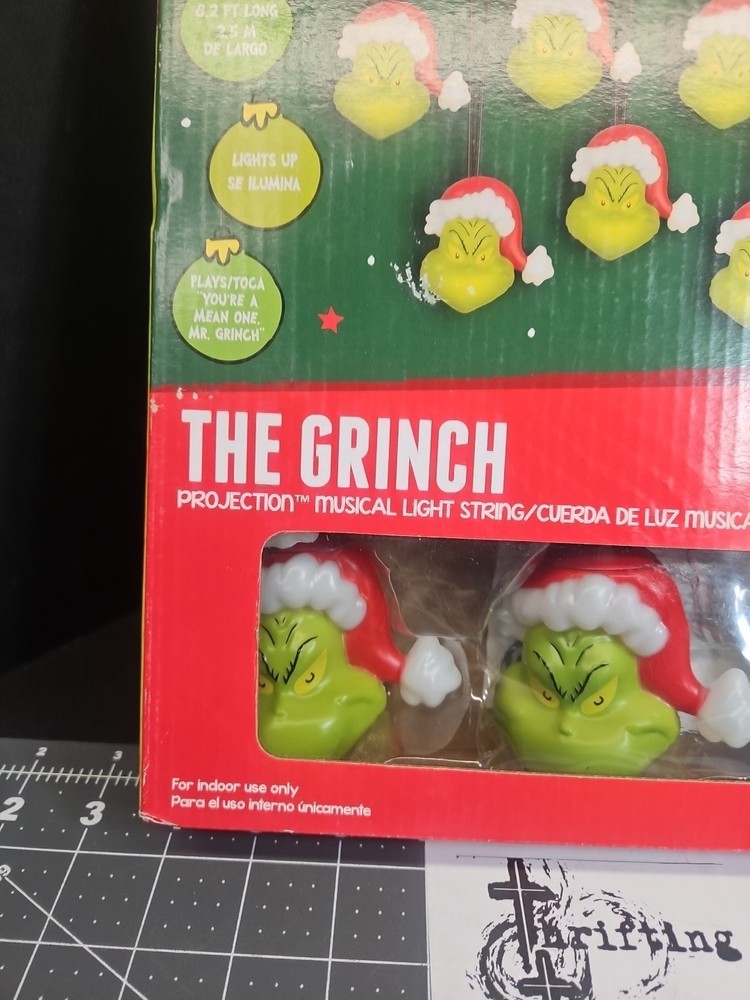 8.2 FT LONG
2.5 M
DE LARGO
LIGHTS UP
SE ILUMINA
PLAYS/TOCA
"YOU'RE A
MEAN ONE,
MR. GRINCH"
THE GRINCH
PROJECTION™ MUSICAL LIGHT STRING/CUERDA DE LUZ MUSICA
For indoor use only
Para el uso interno únicamente
2 3
2 3
Thrifting